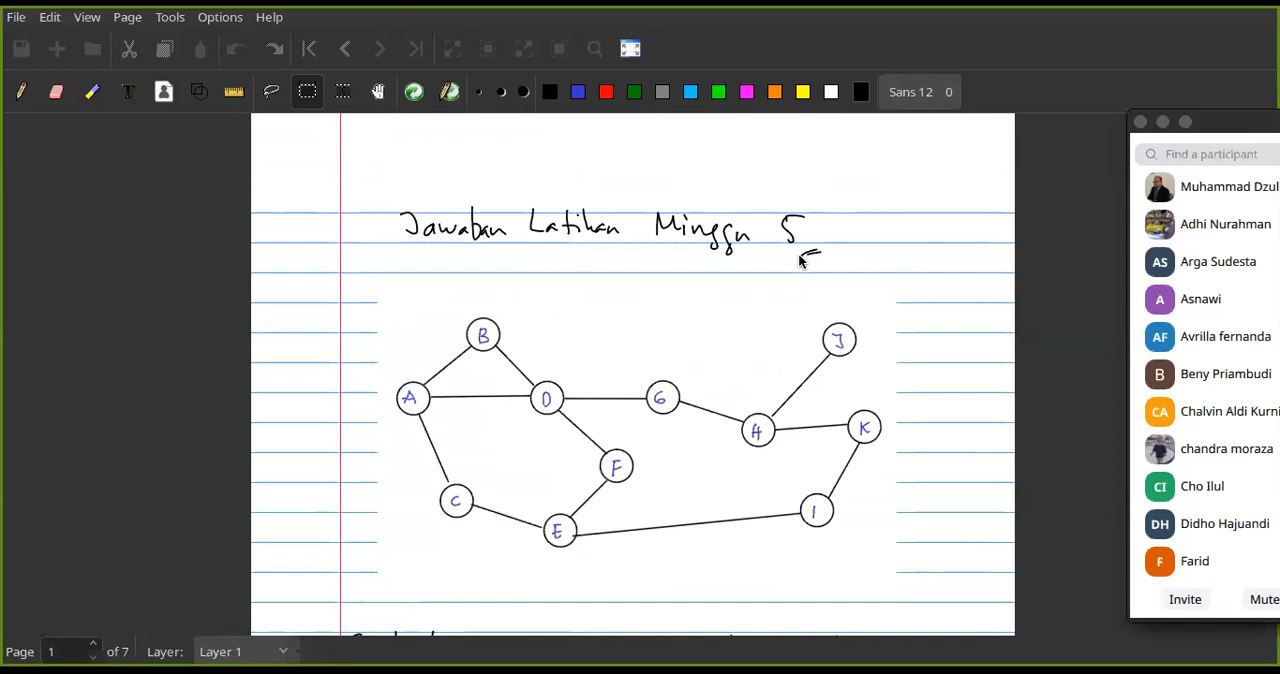 File Edit View Page Tools Options Help
Sans 12 0
Jawaban Latihan Minggu 5
B
J
A
D
G
H
K
F
C
E
I
Find a participant
Muhammad Dzul
Adhi Nurahman
AS Arga Sudesta
A Asnawi
AF Avrilla fernanda
B Beny Priambudi
CA Chalvin Aldi Kurni
chandra moraza
CI Cho Ilul
DH Didho Hajuandi
F Farid
Invite Mute
Page 1 of 7 Layer: Layer 1